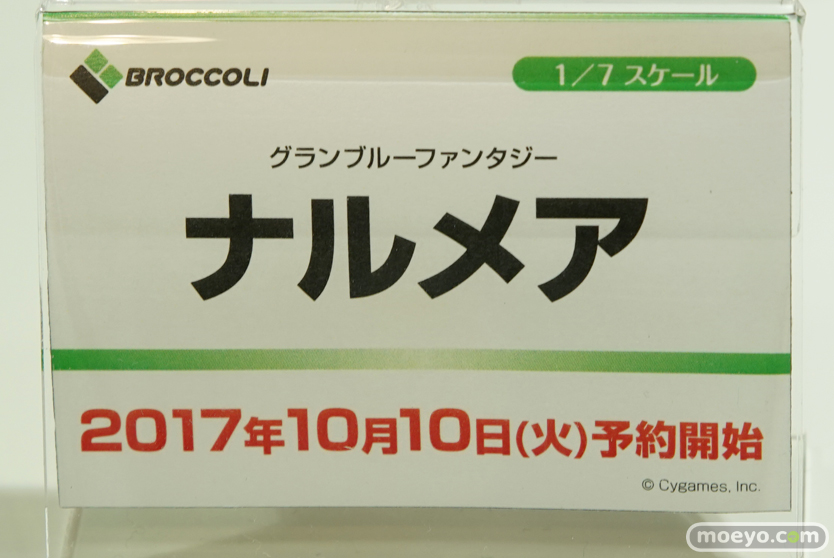 BROCCOLI
1/7 スケール
グランブルーファンタジー
ナルメア
2017年10月10日(火)予約開始
© Cygames, Inc.
moeyo.com